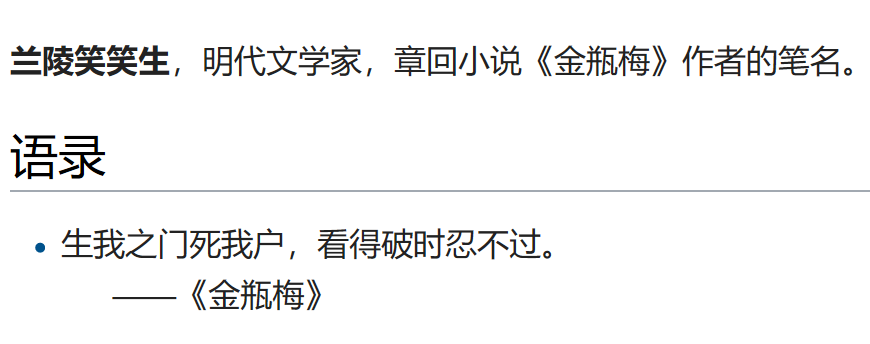 兰陵笑笑生，明代文学家，章回小说《金瓶梅》作者的笔名。
语录
• 生我之门死我户，看得破时忍不过。
——《金瓶梅》